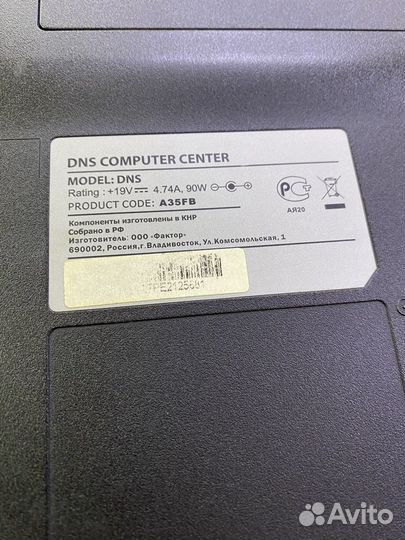 DNS COMPUTER CENTER
MODEL: DNS
Rating : +19V⎓ 4.74A, 90W
PRODUCT CODE: A35FB
АЯ20
Компоненты изготовлены в КНР
Собрано в РФ
Изготовитель: ООО «Фактор»
690002, Россия,г.Владивосток, Ул.Комсомольская, 1
Avito